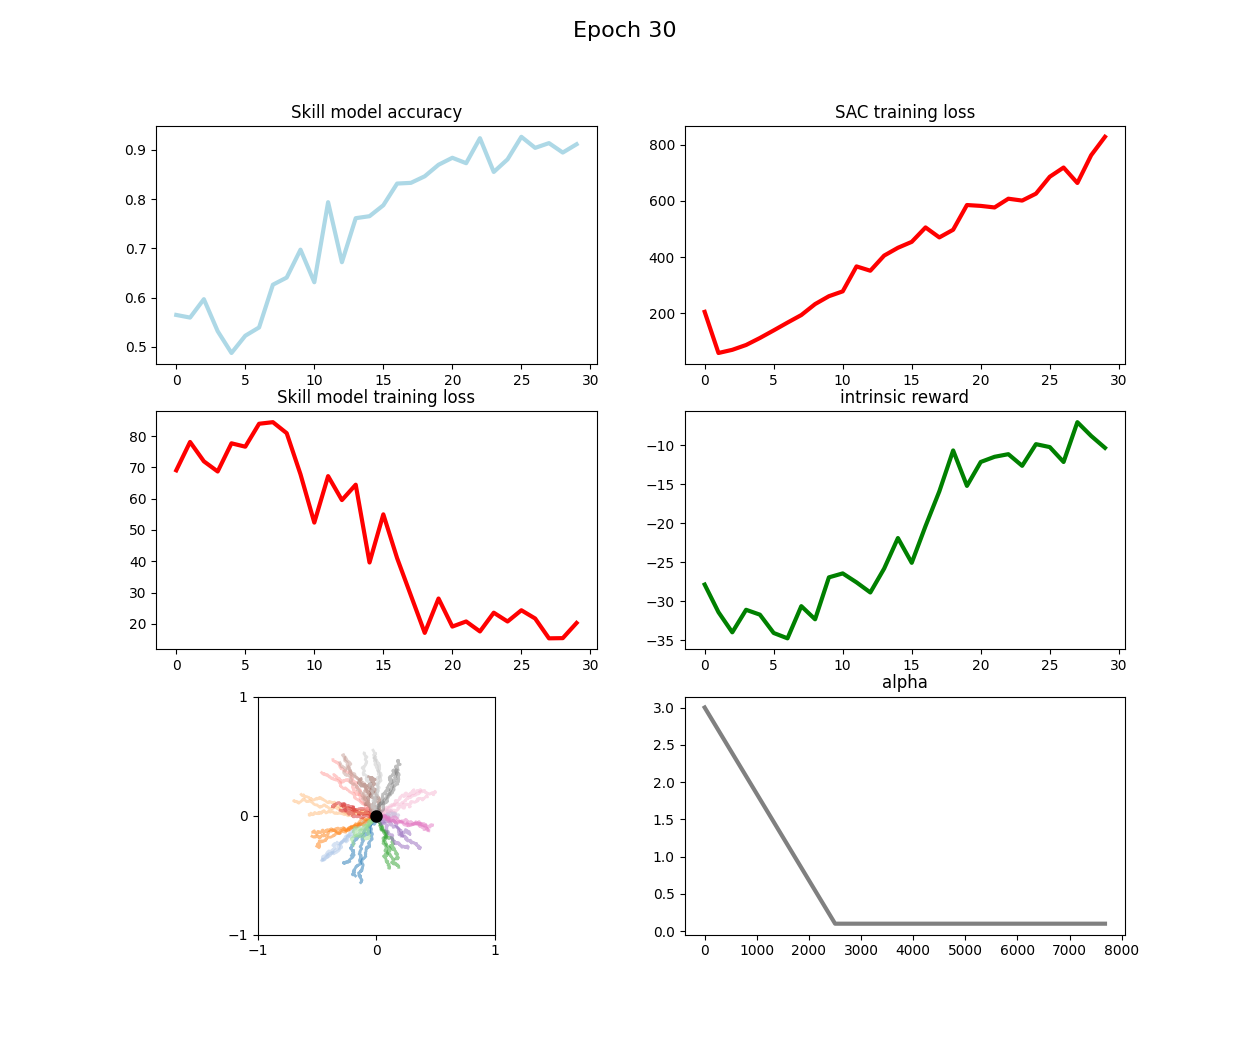 Epoch 30
Skill model accuracy
0.9
0.8
0.7
0.6
0.5
0 5 10 15 20 25 30
SAC training loss
800
600
400
200
0 5 10 15 20 25 30
Skill model training loss
80
70
60
50
40
30
20
0 5 10 15 20 25 30
intrinsic reward
−10
−15
−20
−25
−30
−35
0 5 10 15 20 25 30
1
0
−1
−1 0 1
alpha
3.0
2.5
2.0
1.5
1.0
0.5
0.0
0 1000 2000 3000 4000 5000 6000 7000 8000